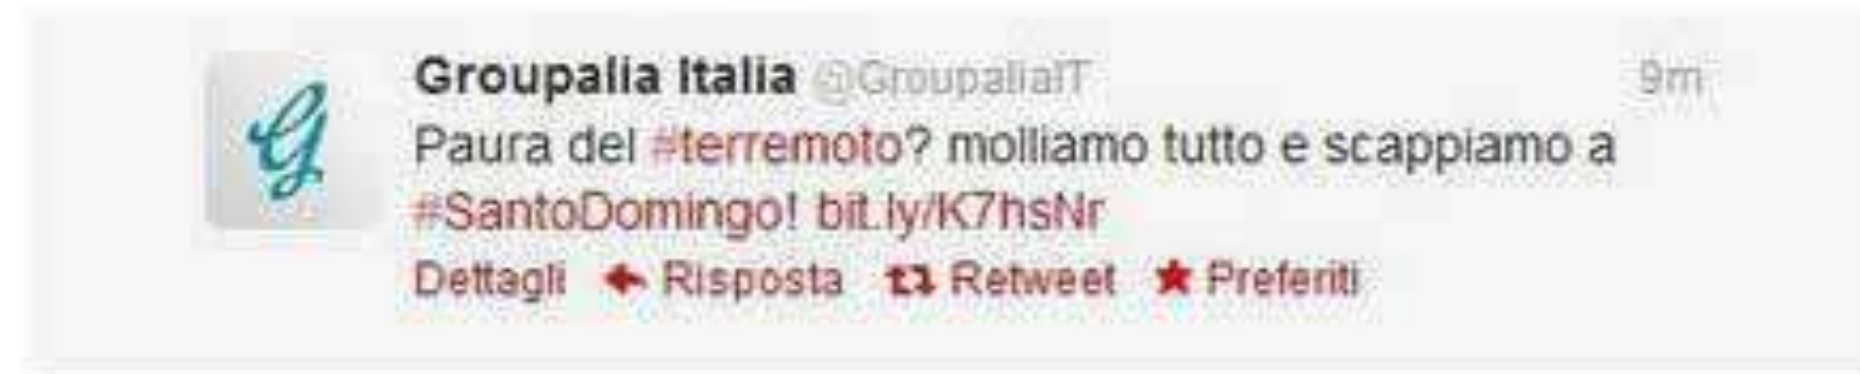 Groupalia Italia @GroupaliaIT 9m
Paura del #terremoto? molliamo tutto e scappiamo a
#SantoDomingo! bit.ly/K7hsNr
Dettagli Risposta Retweet Preferiti